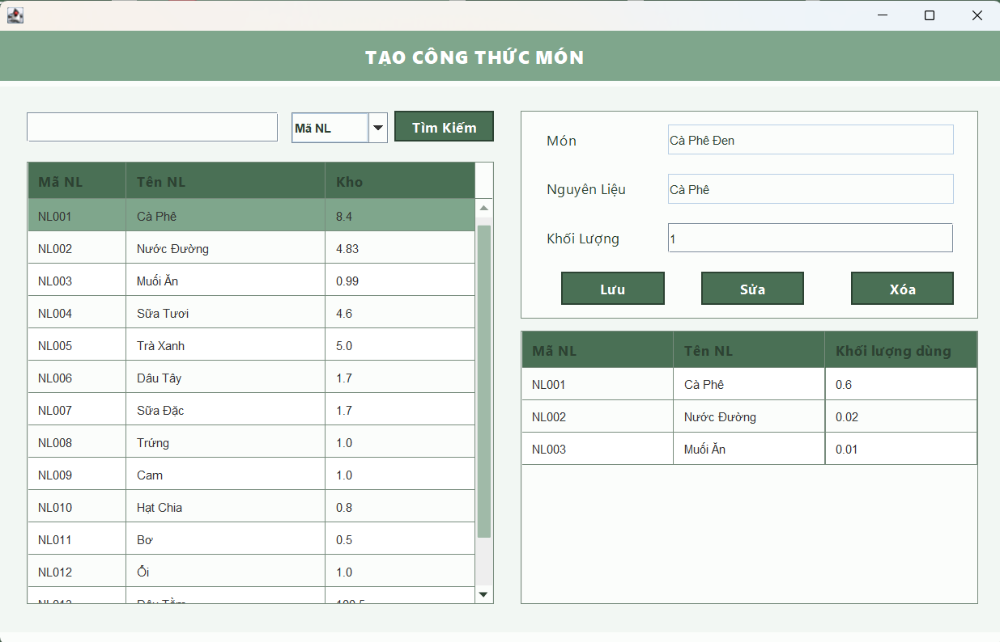 TẠO CÔNG THỨC MÓN
Mã NL Tìm Kiếm
Mã NL Tên NL Kho
NL001 Cà Phê 8.4
NL002 Nước Đường 4.83
NL003 Muối Ăn 0.99
NL004 Sữa Tươi 4.6
NL005 Trà Xanh 5.0
NL006 Dâu Tây 1.7
NL007 Sữa Đặc 1.7
NL008 Trứng 1.0
NL009 Cam 1.0
NL010 Hạt Chia 0.8
NL011 Bơ 0.5
NL012 Ổi 1.0
Món Cà Phê Đen
Nguyên Liệu Cà Phê
Khối Lượng 1
Lưu Sửa Xóa
Mã NL Tên NL Khối lượng dùng
NL001 Cà Phê 0.6
NL002 Nước Đường 0.02
NL003 Muối Ăn 0.01